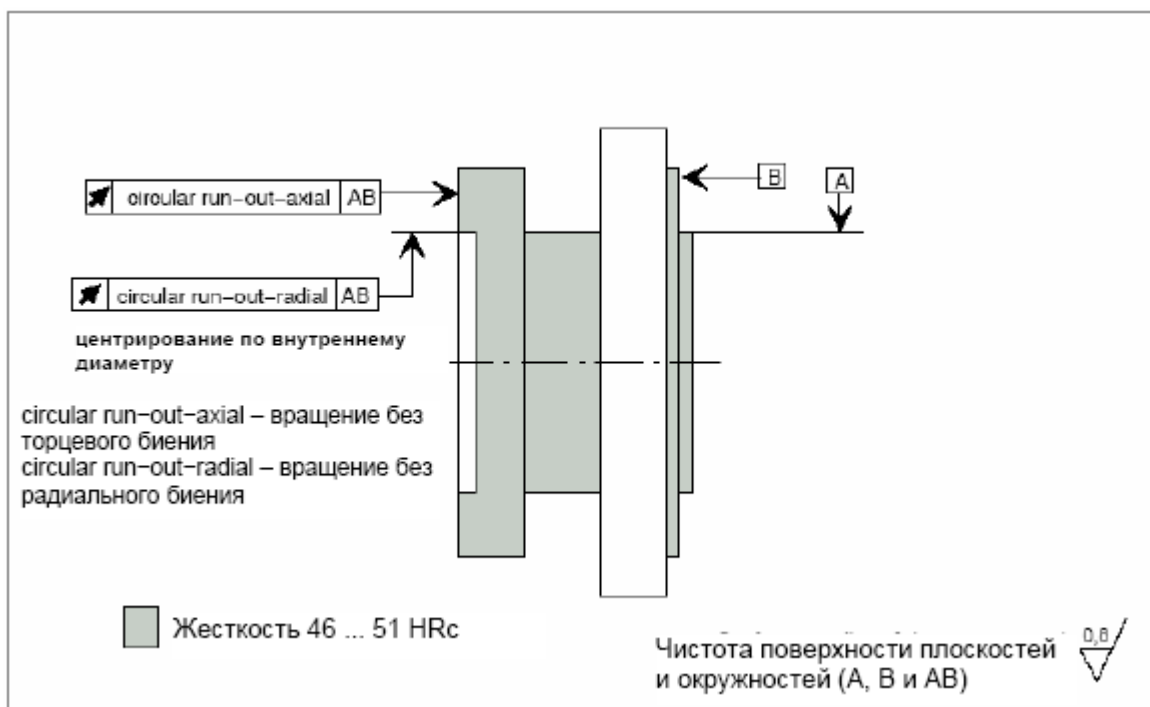 B
A
circular run-out-axial AB
circular run-out-radial AB
центрирование по внутреннему
диаметру
circular run-out-axial – вращение без
торцевого биения
circular run-out-radial – вращение без
радиального биения
Жесткость 46 ... 51 HRc
Чистота поверхности плоскостей
и окружностей (A, B и AB)